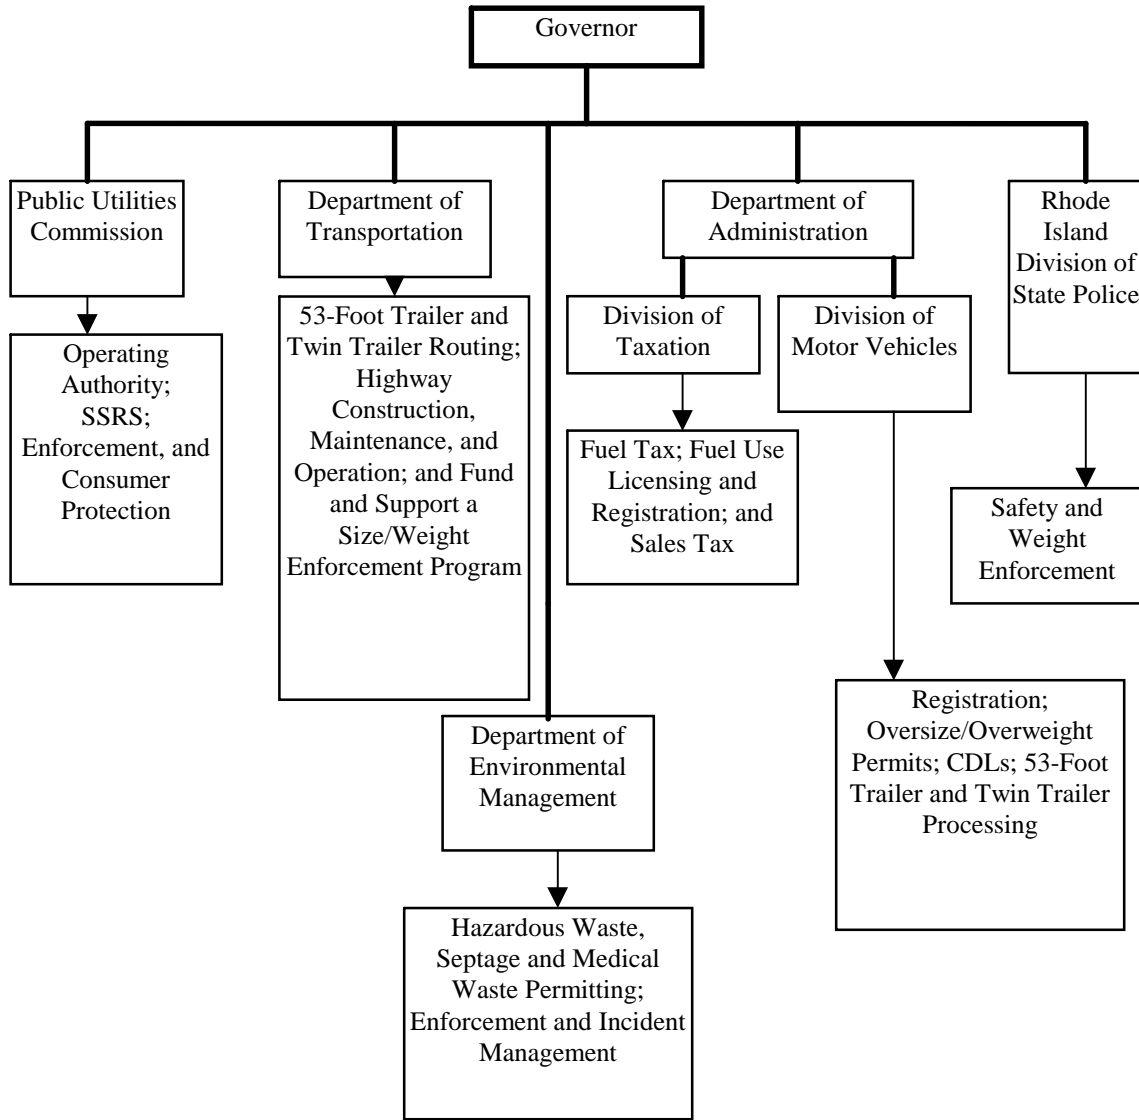 Governor
Public Utilities
Commission
Department of
Transportation
Department of
Administration
Rhode
Island
Division of
State Police
Operating
Authority;
SSRS;
Enforcement, and
Consumer
Protection
53-Foot Trailer and
Twin Trailer Routing;
Highway
Construction,
Maintenance, and
Operation; and Fund
and Support a
Size/Weight
Enforcement Program
Division of
Taxation
Division of
Motor Vehicles
Fuel Tax; Fuel Use
Licensing and
Registration; and
Sales Tax
Safety and
Weight
Enforcement
Department of
Environmental
Management
Registration;
Oversize/Overweight
Permits; CDLs; 53-Foot
Trailer and Twin Trailer
Processing
Hazardous Waste,
Septage and Medical
Waste Permitting;
Enforcement and Incident
Management